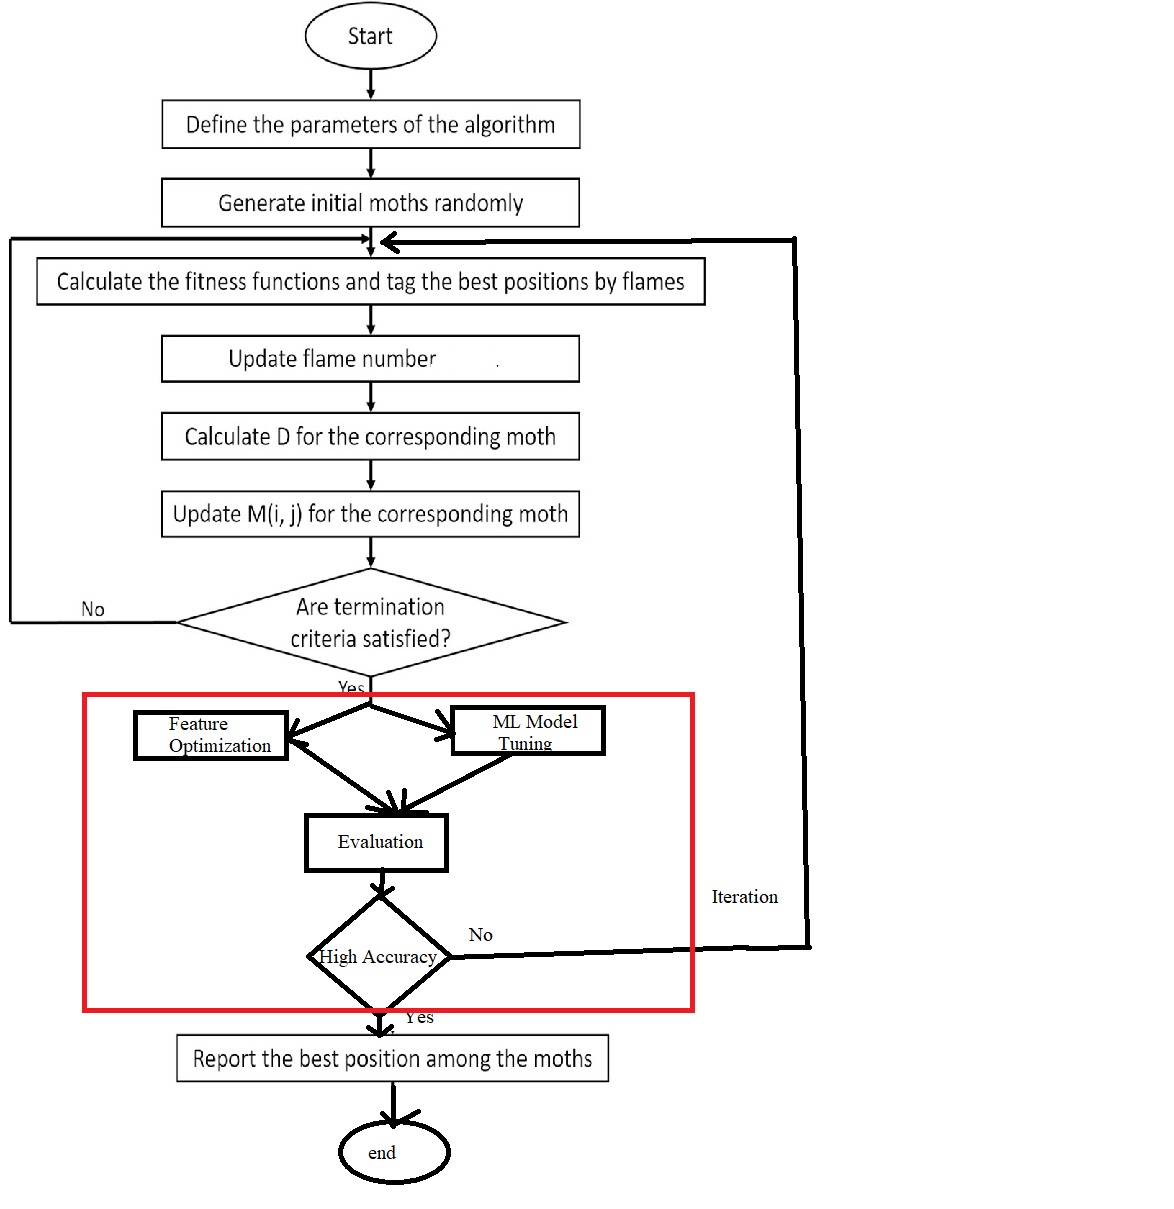 Start
Define the parameters of the algorithm
Generate initial moths randomly
Calculate the fitness functions and tag the best positions by flames
Update flame number
Calculate D for the corresponding moth
Update M(i, j) for the corresponding moth
Are termination
criteria satisfied?
No
Yes
Feature
Optimization
ML Model
Tuning
Evaluation
Iteration
No
High Accuracy
Yes
Report the best position among the moths
end